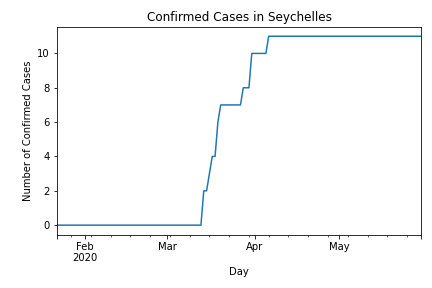 Confirmed Cases in Seychelles
Number of Confirmed Cases
10
8
6
4
2
0
Feb Mar Apr May
2020
Day